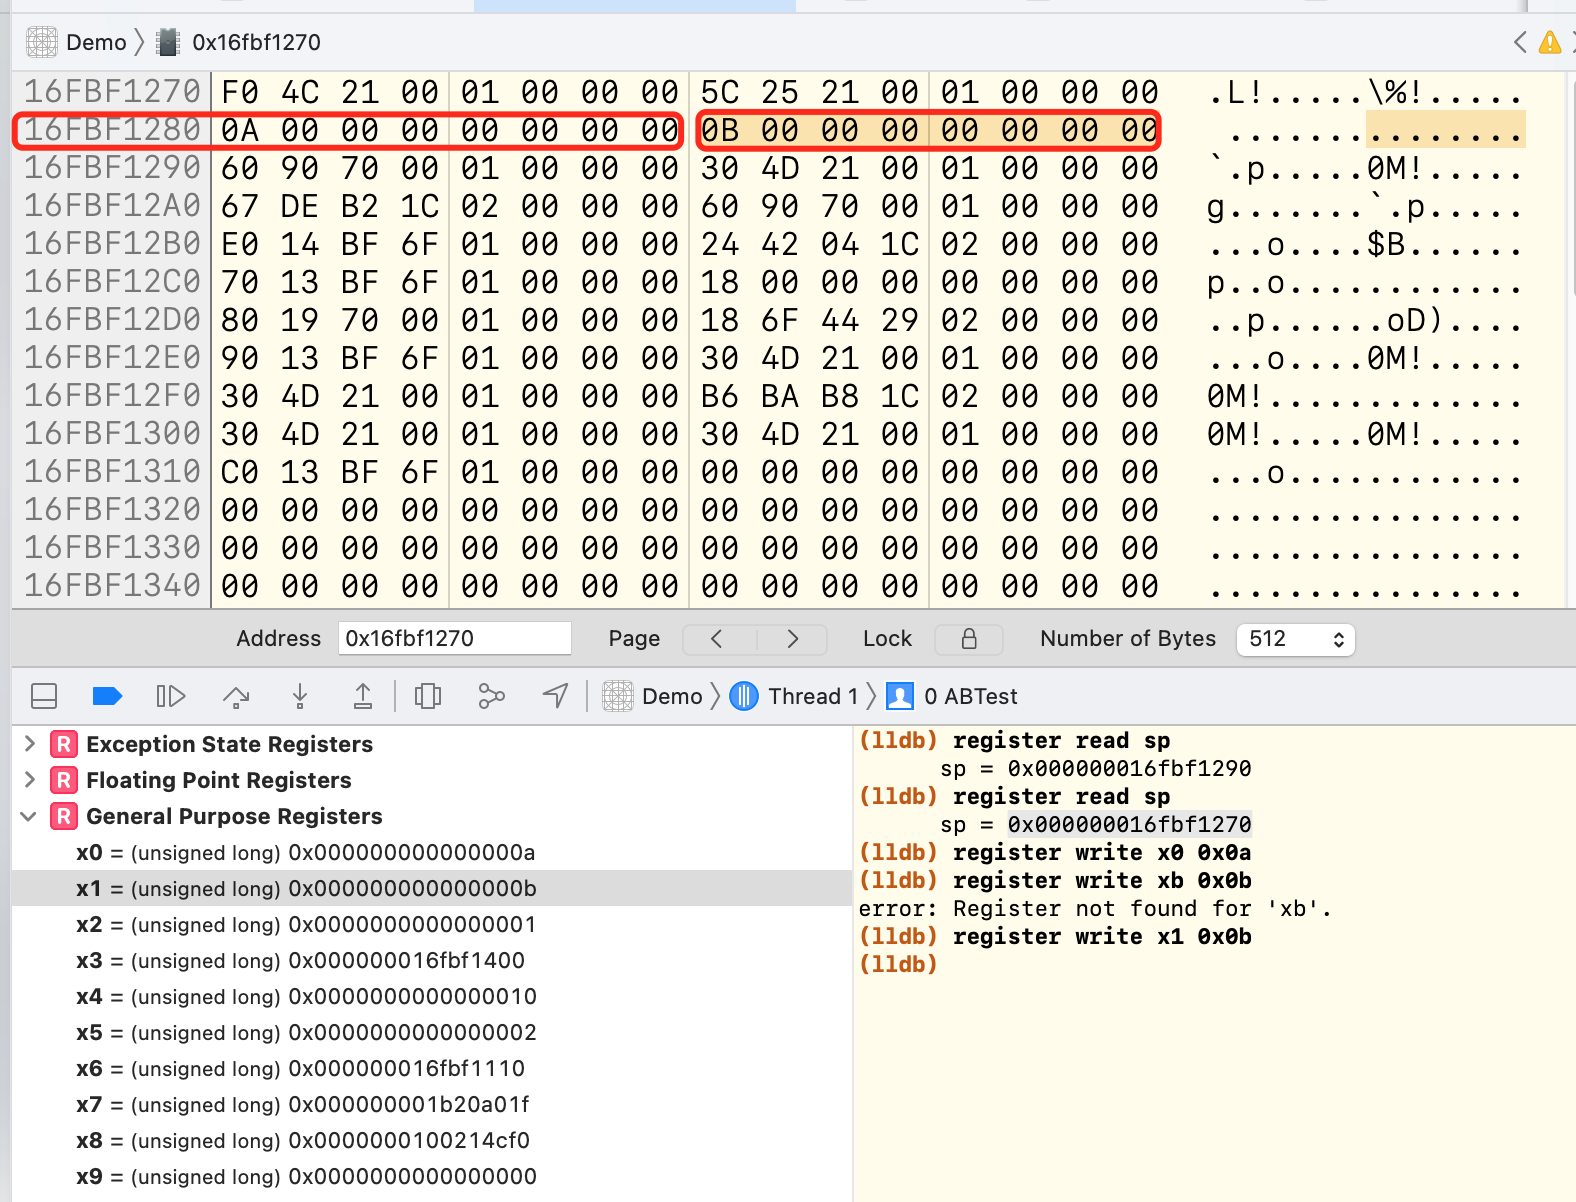 Demo 0x16fbf1270
16FBF1270 F0 4C 21 00 01 00 00 00 5C 25 21 00 01 00 00 00 .L!.....\%!.....
16FBF1280 0A 00 00 00 00 00 00 00 0B 00 00 00 00 00 00 00 ...............
16FBF1290 60 90 70 00 01 00 00 00 30 4D 21 00 01 00 00 00 `.p.....0M!.....
16FBF12A0 67 DE B2 1C 02 00 00 00 60 90 70 00 01 00 00 00 g.......`.p.....
16FBF12B0 E0 14 BF 6F 01 00 00 00 24 42 04 1C 02 00 00 00 ...o....$B......
16FBF12C0 70 13 BF 6F 01 00 00 00 18 00 00 00 00 00 00 00 p..o............
16FBF12D0 80 19 70 00 01 00 00 00 18 6F 44 29 02 00 00 00 ..p......oD)....
16FBF12E0 90 13 BF 6F 01 00 00 00 30 4D 21 00 01 00 00 00 ...o....0M!.....
16FBF12F0 30 4D 21 00 01 00 00 00 B6 BA B8 1C 02 00 00 00 0M!.............
16FBF1300 30 4D 21 00 01 00 00 00 30 4D 21 00 01 00 00 00 0M!.....0M!.....
16FBF1310 C0 13 BF 6F 01 00 00 00 00 00 00 00 00 00 00 00 ...o............
16FBF1320 00 00 00 00 00 00 00 00 00 00 00 00 00 00 00 00 ................
16FBF1330 00 00 00 00 00 00 00 00 00 00 00 00 00 00 00 00 ................
16FBF1340 00 00 00 00 00 00 00 00 00 00 00 00 00 00 00 00 ................
Address 0x16fbf1270 Page Lock Number of Bytes 512
Demo Thread 1 0 ABTest
R Exception State Registers
R Floating Point Registers
R General Purpose Registers
x0 = (unsigned long) 0x000000000000000a
x1 = (unsigned long) 0x000000000000000b
x2 = (unsigned long) 0x0000000000000001
x3 = (unsigned long) 0x000000016fbf1400
x4 = (unsigned long) 0x0000000000000010
x5 = (unsigned long) 0x0000000000000002
x6 = (unsigned long) 0x000000016fbf1110
x7 = (unsigned long) 0x000000001b20a01f
x8 = (unsigned long) 0x0000000100214cf0
x9 = (unsigned long) 0x0000000000000000
(lldb) register read sp
sp = 0x000000016fbf1290
(lldb) register read sp
sp = 0x000000016fbf1270
(lldb) register write x0 0x0a
(lldb) register write xb 0x0b
error: Register not found for 'xb'.
(lldb) register write x1 0x0b
(lldb)